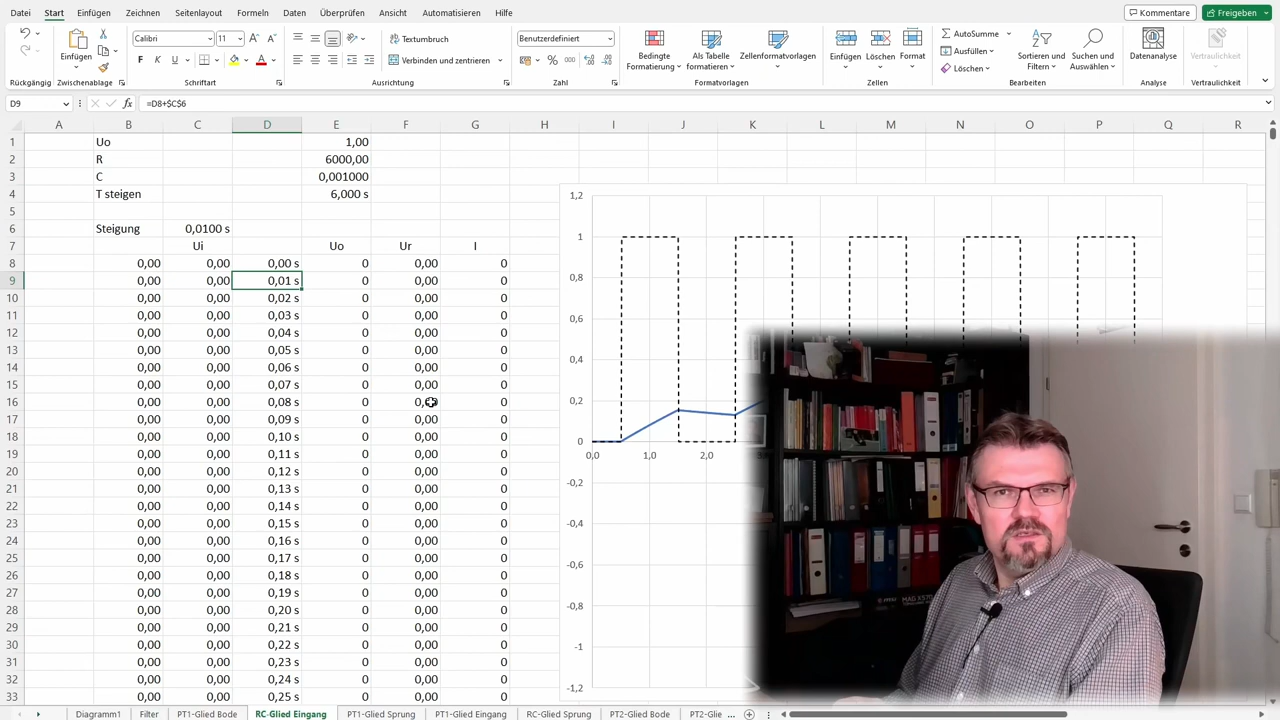 Datei Start Einfügen Zeichnen Seitenlayout Formeln Daten Überprüfen Ansicht Automatisieren Hilfe Kommentare Freigeben
Calibri 11 Textumbruch Benutzerdefiniert AutoSumme
Einfügen F K U Verbinden und zentrieren % 000 Bedingte Formatierung Als Tabelle formatieren Zellenformatvorlagen Einfügen Löschen Format Ausfüllen Löschen Sortieren und Filtern Suchen und Auswählen Datenanalyse Vertraulichkeit
Rückgängig Zwischenablage Schriftart Ausrichtung Zahl Formatvorlagen Zellen Bearbeiten Analyse Vertraulichkeit
D9 fx =D8+$C$6
A B C D E F G H I J K L M N O P Q R
1 Uo 1,00
2 R 6000,00
3 C 0,001000
4 T steigen 6,000 s
5
6 Steigung 0,0100 s
7 Ui Uo Ur I
8 0,00 0,00 0,00 s 0 0,00 0
9 0,00 0,00 0,01 s 0 0,00 0
10 0,00 0,00 0,02 s 0 0,00 0
11 0,00 0,00 0,03 s 0 0,00 0
12 0,00 0,00 0,04 s 0 0,00 0
13 0,00 0,00 0,05 s 0 0,00 0
14 0,00 0,00 0,06 s 0 0,00 0
15 0,00 0,00 0,07 s 0 0,00 0
16 0,00 0,00 0,08 s 0 0,00 0
17 0,00 0,00 0,09 s 0 0,00 0
18 0,00 0,00 0,10 s 0 0,00 0
19 0,00 0,00 0,11 s 0 0,00 0
20 0,00 0,00 0,12 s 0 0,00 0
21 0,00 0,00 0,13 s 0 0,00 0
22 0,00 0,00 0,14 s 0 0,00 0
23 0,00 0,00 0,15 s 0 0,00 0
24 0,00 0,00 0,16 s 0 0,00 0
25 0,00 0,00 0,17 s 0 0,00 0
26 0,00 0,00 0,18 s 0 0,00 0
27 0,00 0,00 0,19 s 0 0,00 0
28 0,00 0,00 0,20 s 0 0,00 0
29 0,00 0,00 0,21 s 0 0,00 0
30 0,00 0,00 0,22 s 0 0,00 0
31 0,00 0,00 0,23 s 0 0,00 0
32 0,00 0,00 0,24 s 0 0,00 0
33 0,00 0,00 0,25 s 0 0,00 0
1,2
1
0,8
0,6
0,4
0,2
0
0,0 1,0 2,0
-0,2
-0,4
-0,6
-0,8
-1
-1,2
Diagramm1 Filter PT1-Glied Bode RC-Glied Eingang PT1-Glied Sprung PT1-Glied Eingang RC-Glied Sprung PT2-Glied Bode PT2-Glie ...